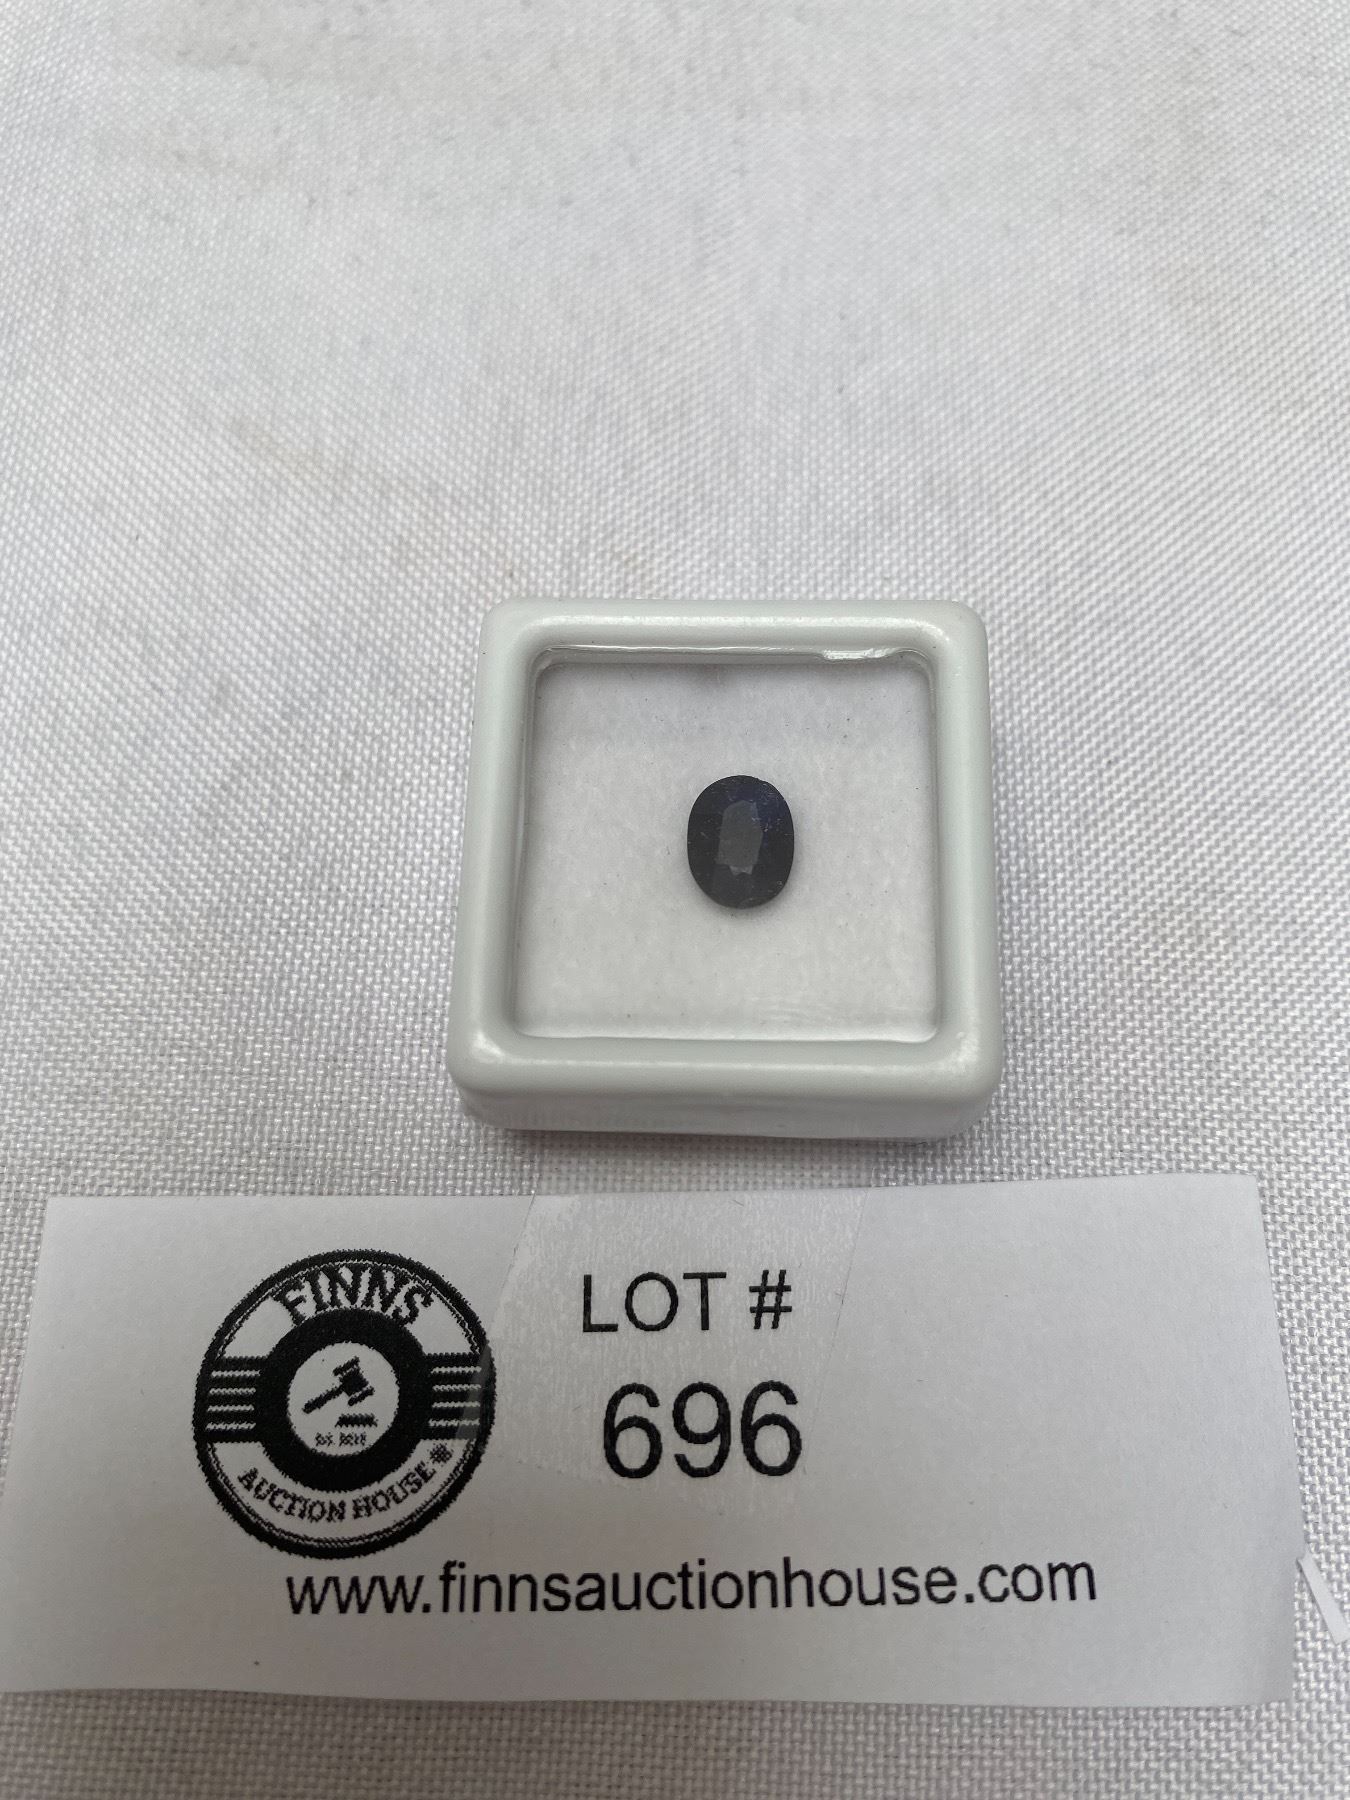 FINNS
AUCTION HOUSE
LOT #
696
www.finnsauctionhouse.com